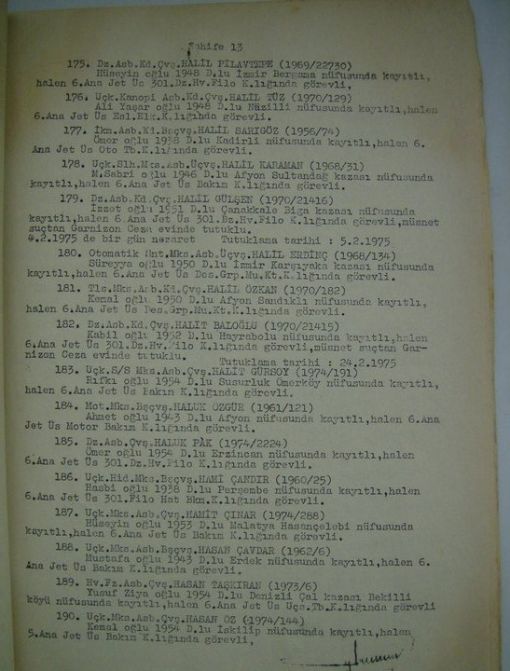 Sahife 13
175. Dz.Asb.Kd.Çvş.HALİL PİLAVTEPE (1969/22730)
Hüseyin oğlu 1948 D.lu İzmir Bergama nüfusunda kayıtlı,
halen 6.Ana Jet Üs 301.Dz.Hv.Filo K.lığında görevli.
176. Uçk.Kanopi Asb.Kd.Çvş.HALİL TÜZ (1970/129)
Ali Yaşar oğlu 1948 D.lu Nazilli nüfusunda kayıtlı,halen
6.Ana Jet Üs Esl.Elk.K.lığında görevli.
177. İkm.Asb.Kd.Bşçvş.HALİL SARIGÖZ (1956/74)
Ömer oğlu 1938 D.lu Kadirli nüfusunda kayıtlı,halen 6.
Ana Jet Üs Oto Tb.K.lığında görevli.
178. Uçk.Slh.Mks.Asb.Üçvş.HALİL KARAMAN (1968/31)
M.Sabri oğlu 1946 D.lu Afyon Sultandağ kazası nüfusunda
kayıtlı,halen 6.Ana Jet Üs Bakım K.lığında görevli.
179. Dz.Asb.Kd.Çvş.HALİL GÜLŞEN (1970/21416)
İzzet oğlu 1951 D.lu Çanakkale Biga kazası nüfusunda
kayıtlı,halen 6.Ana Jet Üs 301.Dz.Hv.Filo K.lığında görevli,müsnet
suçtan Garnizon Ceza evinde tutuklu.
4.2.1975 de bir gün nezaret Tutuklama tarihi : 5.2.1975
180. Otomatik Mnt.Mks.Asb.Üçvş.HALİL ERDİNÇ (1968/134)
Süreyya oğlu 1950 D.lu İzmir Karşıyaka kazası nüfusunda
kayıtlı,halen 6.Ana Jet Üs Des.Grp.Mu.Kt.K.lığında görevli.
181. Tls.Mks.Asb.Kd.Çvş.HALİL ÖZKAN (1970/182)
Kemal oğlu 1950 D.lu Afyon Sandıklı nüfusunda kayıtlı,
halen 6.Ana Jet Üs Des.Grp.Mu.Kt.K.lığında görevli.
182. Dz.Asb.Kd.Çvş.HALİT BALOĞLU (1970/21415)
Kabil oğlu 1952 D.lu Hayrabolu nüfusunda kayıtlı,halen
6.Ana Jet Üs 301.Dz.Hv.Filo K.lığında görevli,müsnet suçtan Gar-
nizon Ceza evinde tutuklu. Tutuklama tarihi : 24.2.1975
183. Uçk.S/S Mks.Asb.Çvş.HALİT GÜRSOY (1974/191)
Rıfkı oğlu 1954 D.lu Susurluk Ömerköy nüfusunda kayıtlı,
halen 6.Ana Jet Üs Bakım K.lığında görevli.
184. Mot.Mks.Bşçvş.HALUK ÖZGÜR (1961/121)
Ahmet oğlu 1943 D.lu Afyon nüfusunda kayıtlı,halen 6.Ana
Jet Üs Motor Bakım K.lığında görevli.
185. Dz.Asb.Çvş.HALUK PÂK (1974/2224)
Ömer oğlu 1954 D.lu Erzincan nüfusunda kayıtlı,halen
6.Ana Jet Üs 301.Dz.Hv.Filo K.lığında görevli.
186. Uçk.Hid.Mks.Bşçvş.HAMİ ÇANDIR (1960/25)
Hasbi oğlu 1938 D.lu Perşembe nüfusunda kayıtlı,halen
6.Ana Jet Üs 301.Filo Hat Bkm.K.lığında görevli.
187. Uçk.Mks.Asb.Çvş.HAMİT ÇINAR (1974/288)
Hüseyin oğlu 1953 D.lu Malatya Hasançelebi nüfusunda
kayıtlı,halen 6.Ana Jet Üs Bakım K.lığında görevli.
188. Uçk.Mks.Asb.Bşçvş.HASAN ÇAVDAR (1962/6)
Mustafa oğlu 1943 D.lu Erdek nüfusunda kayıtlı,halen 6.
Ana Jet Üs Bakım K.lığında görevli.
189. Hv.Fz.Asb.Çvş.HASAN TAŞKIRAN (1973/6)
Yusuf Ziya oğlu 1954 D.lu Denizli Çal kazası Bekilli
köyü nüfusunda kayıtlı,halen 6.Ana Jet Üs Uçs.Tb.K.lığında görevli
190. Uçk.Mks.Asb.Çvş.HASAN ÖZ (1974/144)
Kemal oğlu 1954 D.lu İskilip nüfusunda kayıtlı,halen
6.Ana Jet Üs Bakım K.lığında görevli.